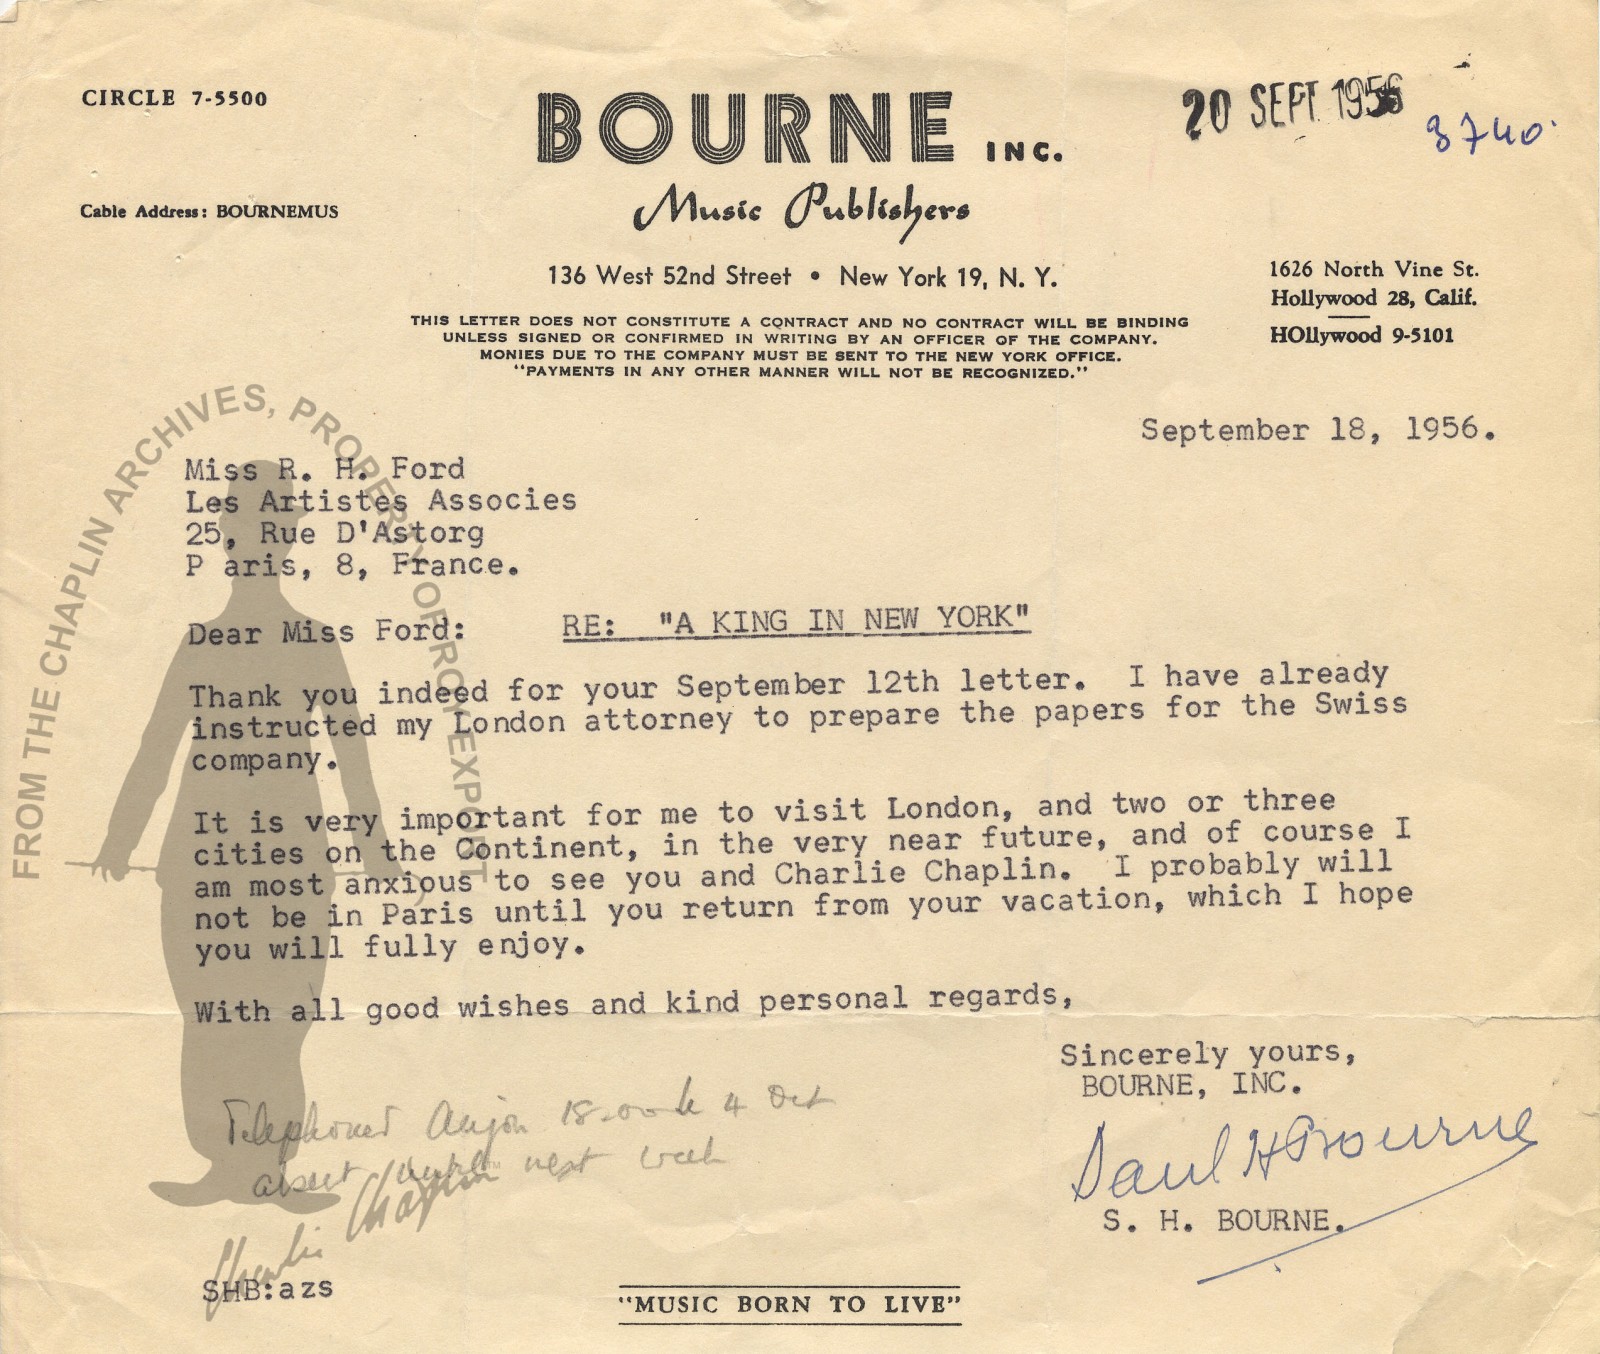 CIRCLE 7-5500
BOURNE INC.
20 SEPT 1956
8740
Music Publishers
Cable Address: BOURNEMUS
136 West 52nd Street • New York 19, N. Y.
1626 North Vine St.
Hollywood 28, Calif.
HOllywood 9-5101
THIS LETTER DOES NOT CONSTITUTE A CONTRACT AND NO CONTRACT WILL BE BINDING
UNLESS SIGNED OR CONFIRMED IN WRITING BY AN OFFICER OF THE COMPANY.
MONIES DUE TO THE COMPANY MUST BE SENT TO THE NEW YORK OFFICE.
"PAYMENTS IN ANY OTHER MANNER WILL NOT BE RECOGNIZED."
September 18, 1956.
Miss R. H. Ford
Les Artistes Associes
25, Rue D'Astorg
P aris, 8, France.
Dear Miss Ford: RE: "A KING IN NEW YORK"
Thank you indeed for your September 12th letter. I have already
instructed my London attorney to prepare the papers for the Swiss
company.
It is very important for me to visit London, and two or three
cities on the Continent, in the very near future, and of course I
am most anxious to see you and Charlie Chaplin. I probably will
not be in Paris until you return from your vacation, which I hope
you will fully enjoy.
With all good wishes and kind personal regards,
Sincerely yours,
BOURNE, INC.
Saul H Bourne
S. H. BOURNE.
Telephoned 4 Oct
absent until next week
SHB:azs
"MUSIC BORN TO LIVE"
FROM THE CHAPLIN ARCHIVES, PROPERTY OF ROY EXPORT
Charlie Chaplin